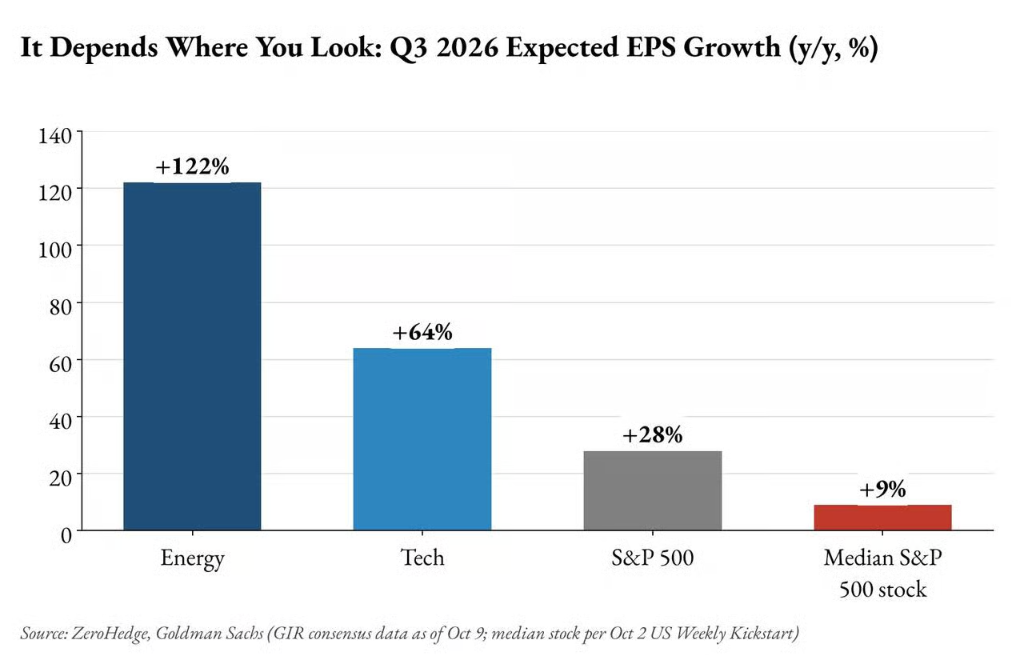 It Depends Where You Look: Q3 2026 Expected EPS Growth (y/y, %)
140
120
100
80
60
40
20
0
+122%
+64%
+28%
+9%
Energy
Tech
S&P 500
Median S&P
500 stock
Source: ZeroHedge, Goldman Sachs (GIR consensus data as of Oct 9; median stock per Oct 2 US Weekly Kickstart)